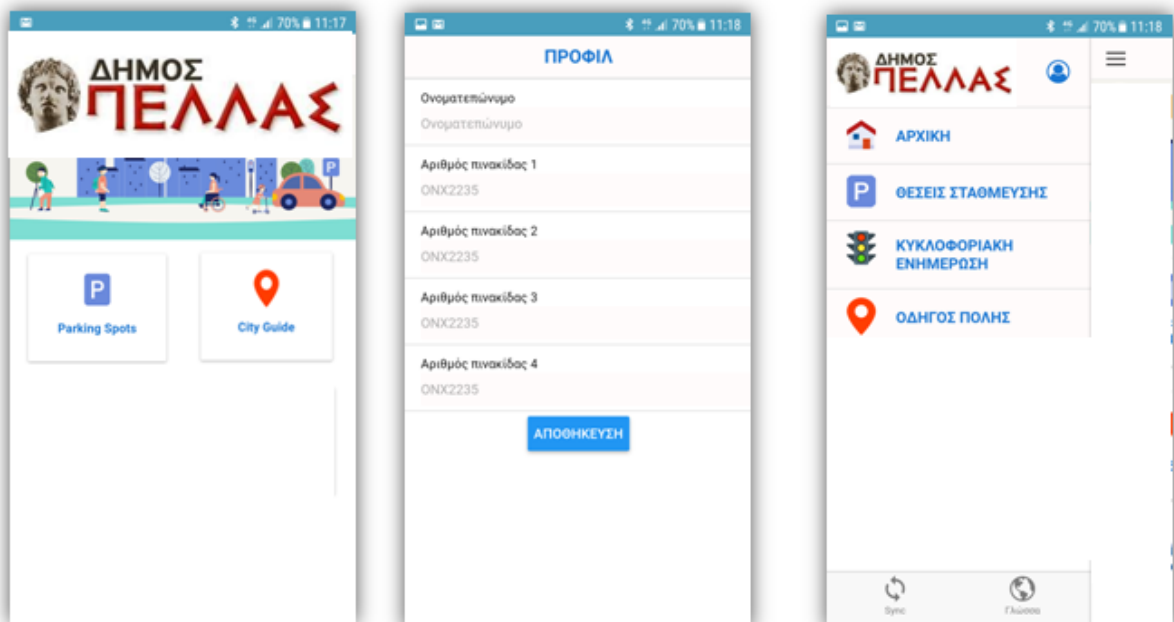 70% 11:17
ΔΗΜΟΣ
ΠΕΛΛΑΣ
P
P
Parking Spots
City Guide
70% 11:18
ΠΡΟΦΙΛ
Ονοματεπώνυμο
Ονοματεπώνυμο
Αριθμός πινακίδας 1
ONX2235
Αριθμός πινακίδας 2
ONX2235
Αριθμός πινακίδας 3
ONX2235
Αριθμός πινακίδας 4
ONX2235
ΑΠΟΘΗΚΕΥΣΗ
70% 11:18
ΔΗΜΟΣ
ΠΕΛΛΑΣ
ΑΡΧΙΚΗ
P
ΘΕΣΕΙΣ ΣΤΑΘΜΕΥΣΗΣ
ΚΥΚΛΟΦΟΡΙΑΚΗ
ΕΝΗΜΕΡΩΣΗ
ΟΔΗΓΟΣ ΠΟΛΗΣ
Sync
Γλώσσα